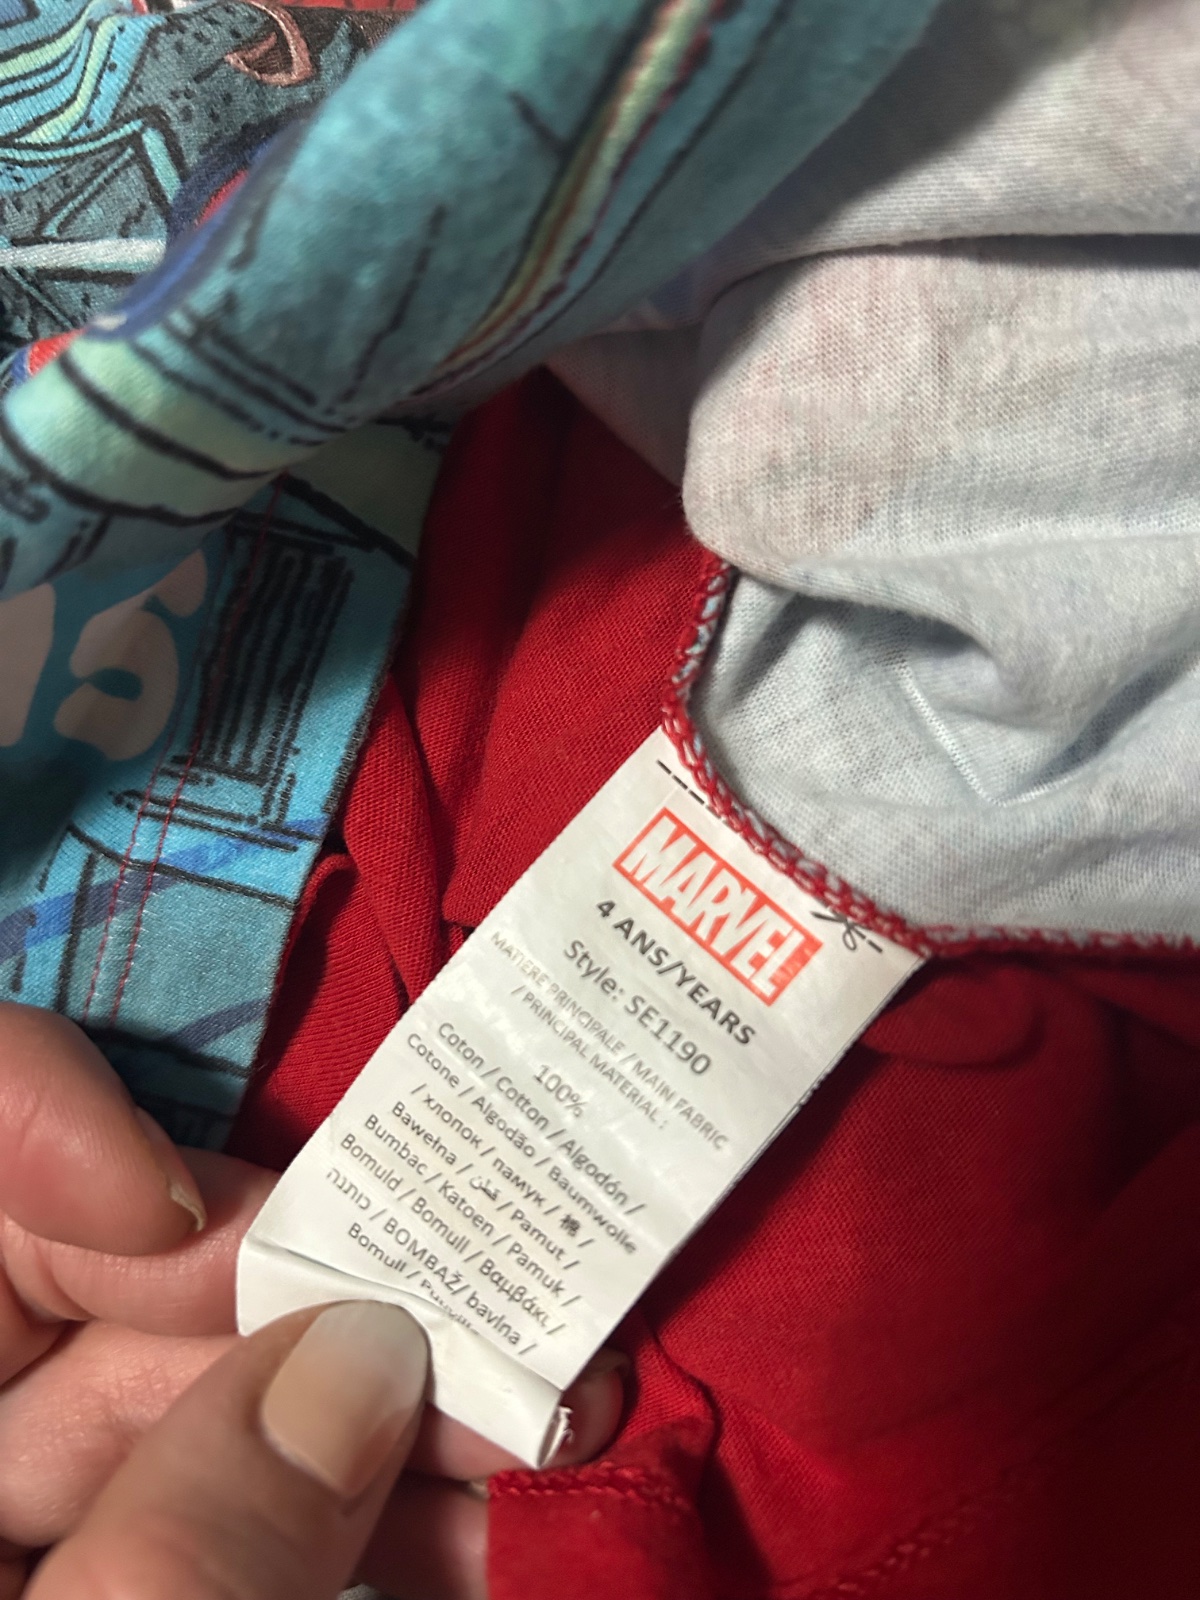 MARVEL
4 ANS/YEARS
Style: SE1190
MATIERE PRINCIPALE / MAIN FABRIC
/ PRINCIPAL MATERIAL :
100%
Coton / Cotton / Algodón /
Cotone / Algodão / Baumwolle
/ хлопок / памук / 棉 /
Bawełna / قطن / Pamut /
Bumbac / Katoen / Pamuk /
Bomuld / Bomull / Βαμβάκι /
כותנה / BOMBAŽ/ bavlna /
Bomull /